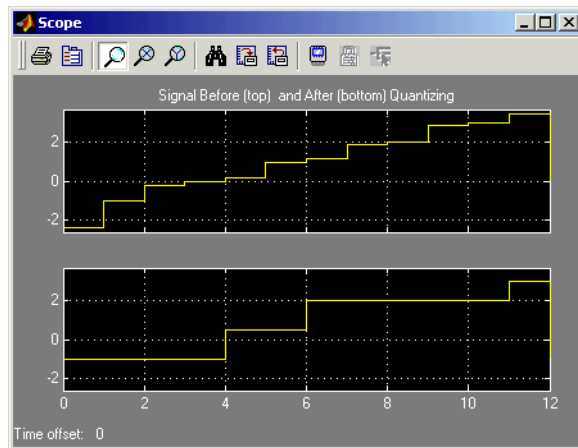 Scope
Signal Before (top) and After (bottom) Quantizing
2
0
-2
2
0
-2
0 2 4 6 8 10 12
Time offset: 0